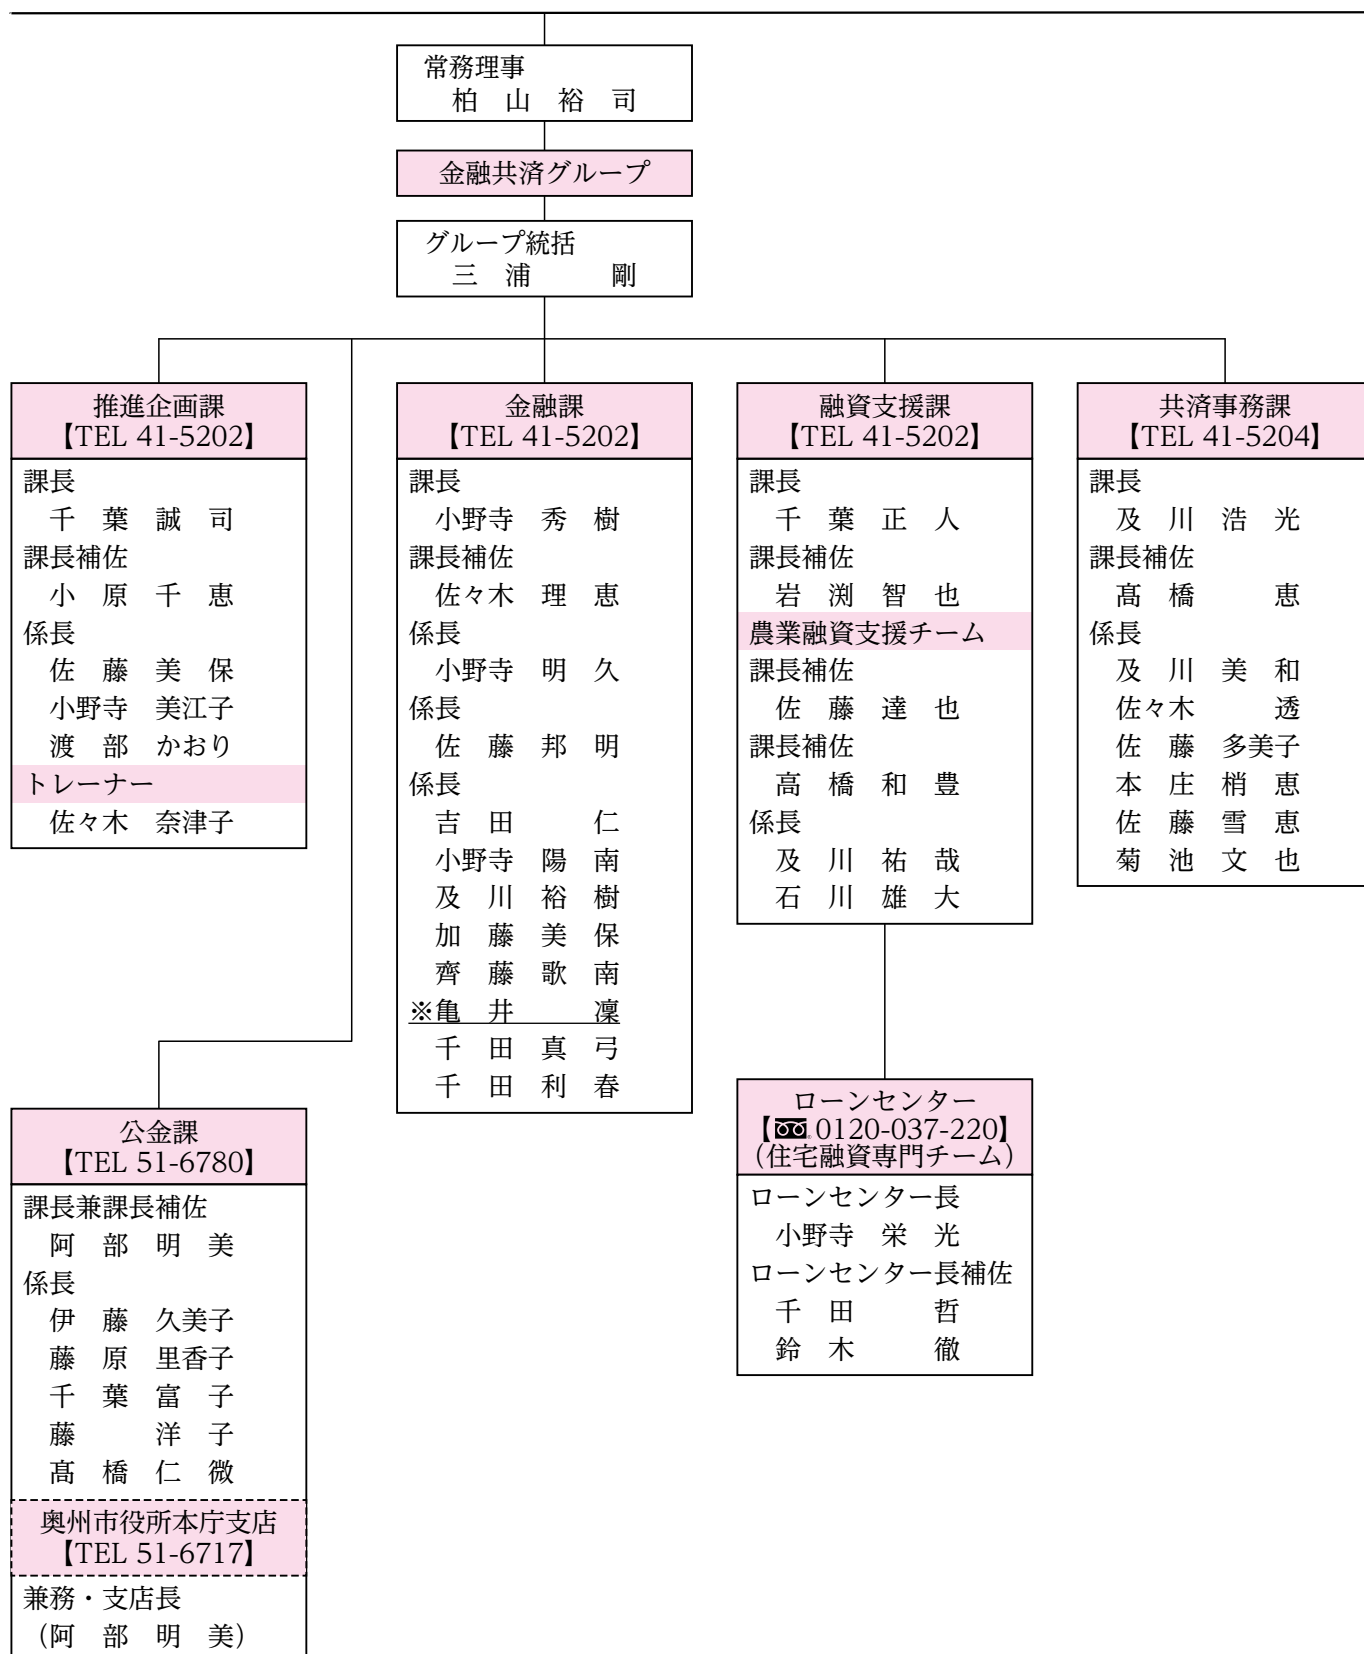 常務理事
柏　山　裕　司
金融共済グループ
グループ統括
三　浦　　　剛
推進企画課
【TEL 41-5202】
課長
千　葉　誠　司
課長補佐
小　原　千　恵
係長
佐　藤　美　保
小野寺　美江子
渡　部　かおり
トレーナー
佐々木　奈津子
金融課
【TEL 41-5202】
課長
小野寺　秀　樹
課長補佐
佐々木　理　恵
係長
小野寺　明　久
係長
佐　藤　邦　明
係長
吉　田　　　仁
小野寺　陽　南
及　川　裕　樹
加　藤　美　保
齊　藤　歌　南
※亀　井　　　凜
千　田　真　弓
千　田　利　春
融資支援課
【TEL 41-5202】
課長
千　葉　正　人
課長補佐
岩　渕　智　也
農業融資支援チーム
課長補佐
佐　藤　達　也
課長補佐
高　橋　和　豊
係長
及　川　祐　哉
石　川　雄　大
共済事務課
【TEL 41-5204】
課長
及　川　浩　光
課長補佐
髙　橋　　　恵
係長
及　川　美　和
佐々木　　　透
佐　藤　多美子
本　庄　梢　恵
佐　藤　雪　恵
菊　池　文　也
公金課
【TEL 51-6780】
課長兼課長補佐
阿　部　明　美
係長
伊　藤　久美子
藤　原　里香子
千　葉　富　子
藤　　　洋　子
髙　橋　仁　微
奥州市役所本庁支店
【TEL 51-6717】
兼務・支店長
（阿　部　明　美）
ローンセンター
【0120-037-220】
（住宅融資専門チーム）
ローンセンター長
小野寺　栄　光
ローンセンター長補佐
千　田　　　哲
鈴　木　　　徹